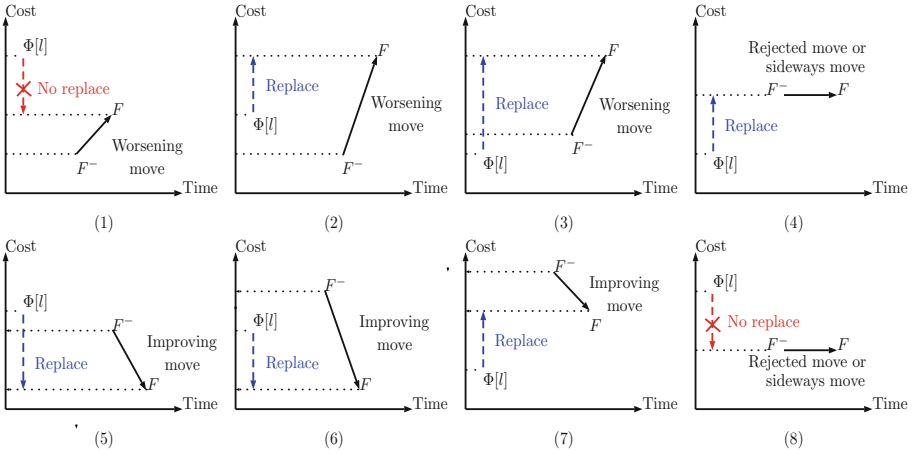 Cost
Φ[l]
No replace
F
Worsening
move
F⁻
Time
(1)
Cost
F
Replace
Worsening
move
Φ[l]
F⁻
Time
(2)
Cost
F
Replace
Worsening
move
F⁻
Φ[l]
Time
(3)
Cost
Rejected move or
sideways move
F⁻
F
Replace
Φ[l]
Time
(4)
Cost
Φ[l]
F⁻
Improving
move
Replace
F
Time
(5)
Cost
F⁻
Φ[l]
Improving
move
Replace
F
Time
(6)
Cost
F⁻
Improving
move
F
Replace
Φ[l]
Time
(7)
Cost
Φ[l]
No replace
F⁻
F
Rejected move or
sideways move
Time
(8)